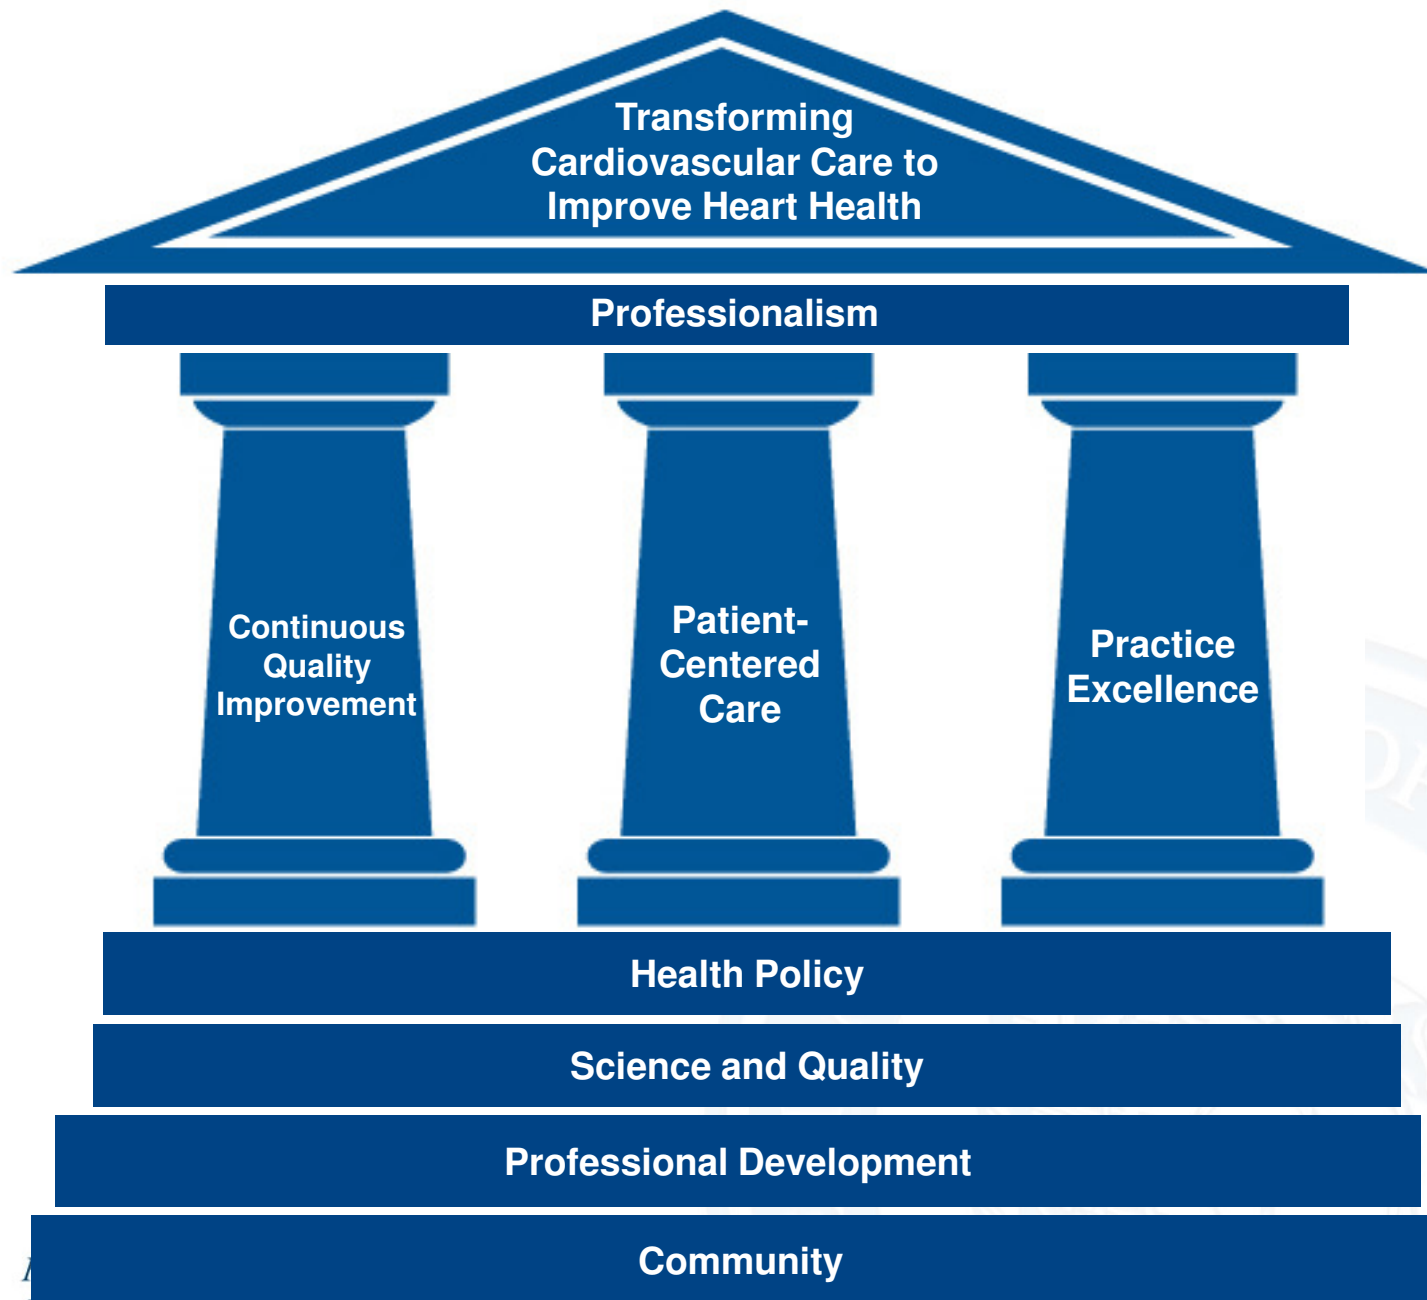 Transforming
Cardiovascular Care to
Improve Heart Health
Professionalism
Continuous
Quality
Improvement
Patient-
Centered
Care
Practice
Excellence
Health Policy
Science and Quality
Professional Development
Community